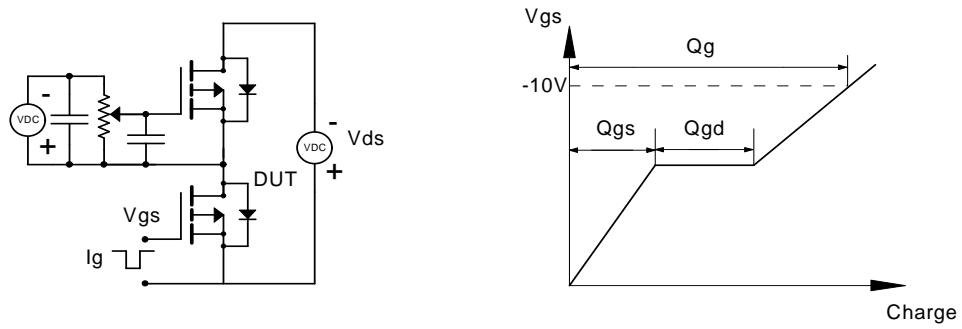 -
VDC
+
-
Vds
VDC
+
DUT
Vgs
Ig
Vgs
Qg
-10V
Qgs
Qgd
Charge